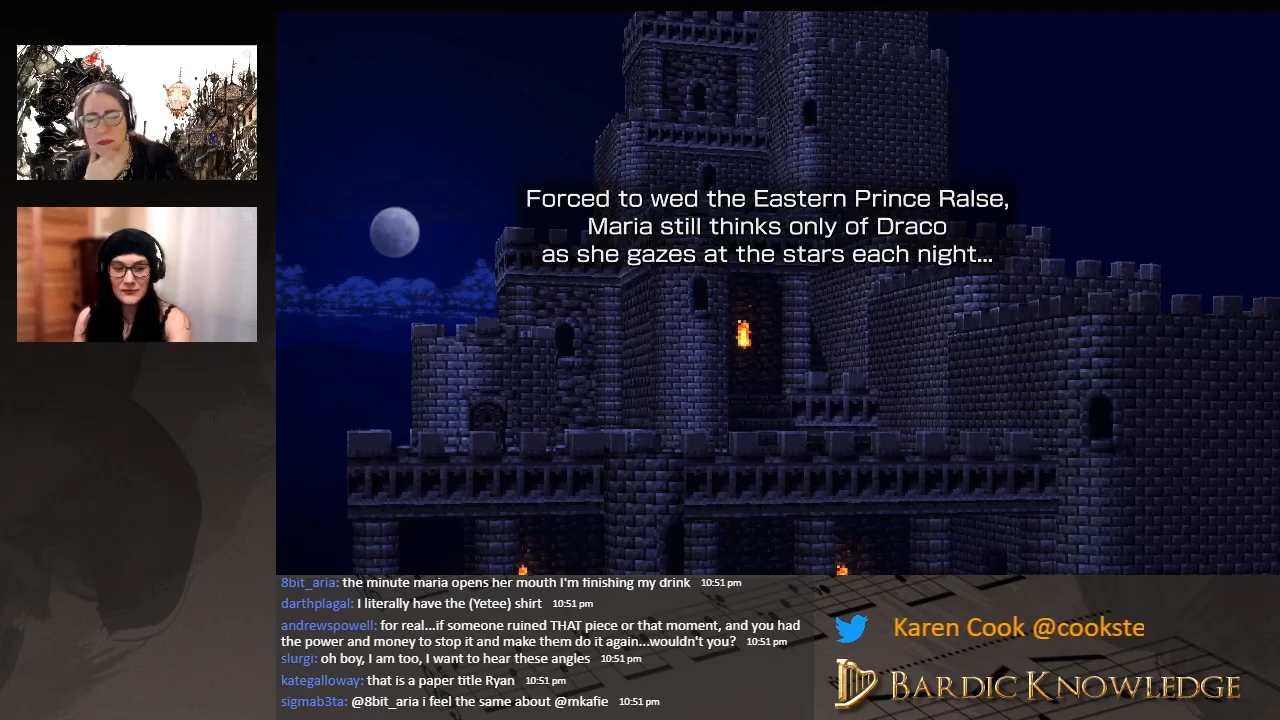 Forced to wed the Eastern Prince Ralse,
Maria still thinks only of Draco
as she gazes at the stars each night...
8bit_aria: the minute maria opens her mouth I'm finishing my drink 10:51 pm
darthplagal: I literally have the (Yetee) shirt 10:51 pm
andrewspowell: for real...if someone ruined THAT piece or that moment, and you had
the power and money to stop it and make them do it again...wouldn't you? 10:51 pm
slurgi: oh boy, I am too, I want to hear these angles 10:51 pm
kategalloway: that is a paper title Ryan 10:51 pm
sigmab3ta: @8bit_aria i feel the same about @mkafie 10:51 pm
Karen Cook @cookste
BARDIC KNOWLEDGE